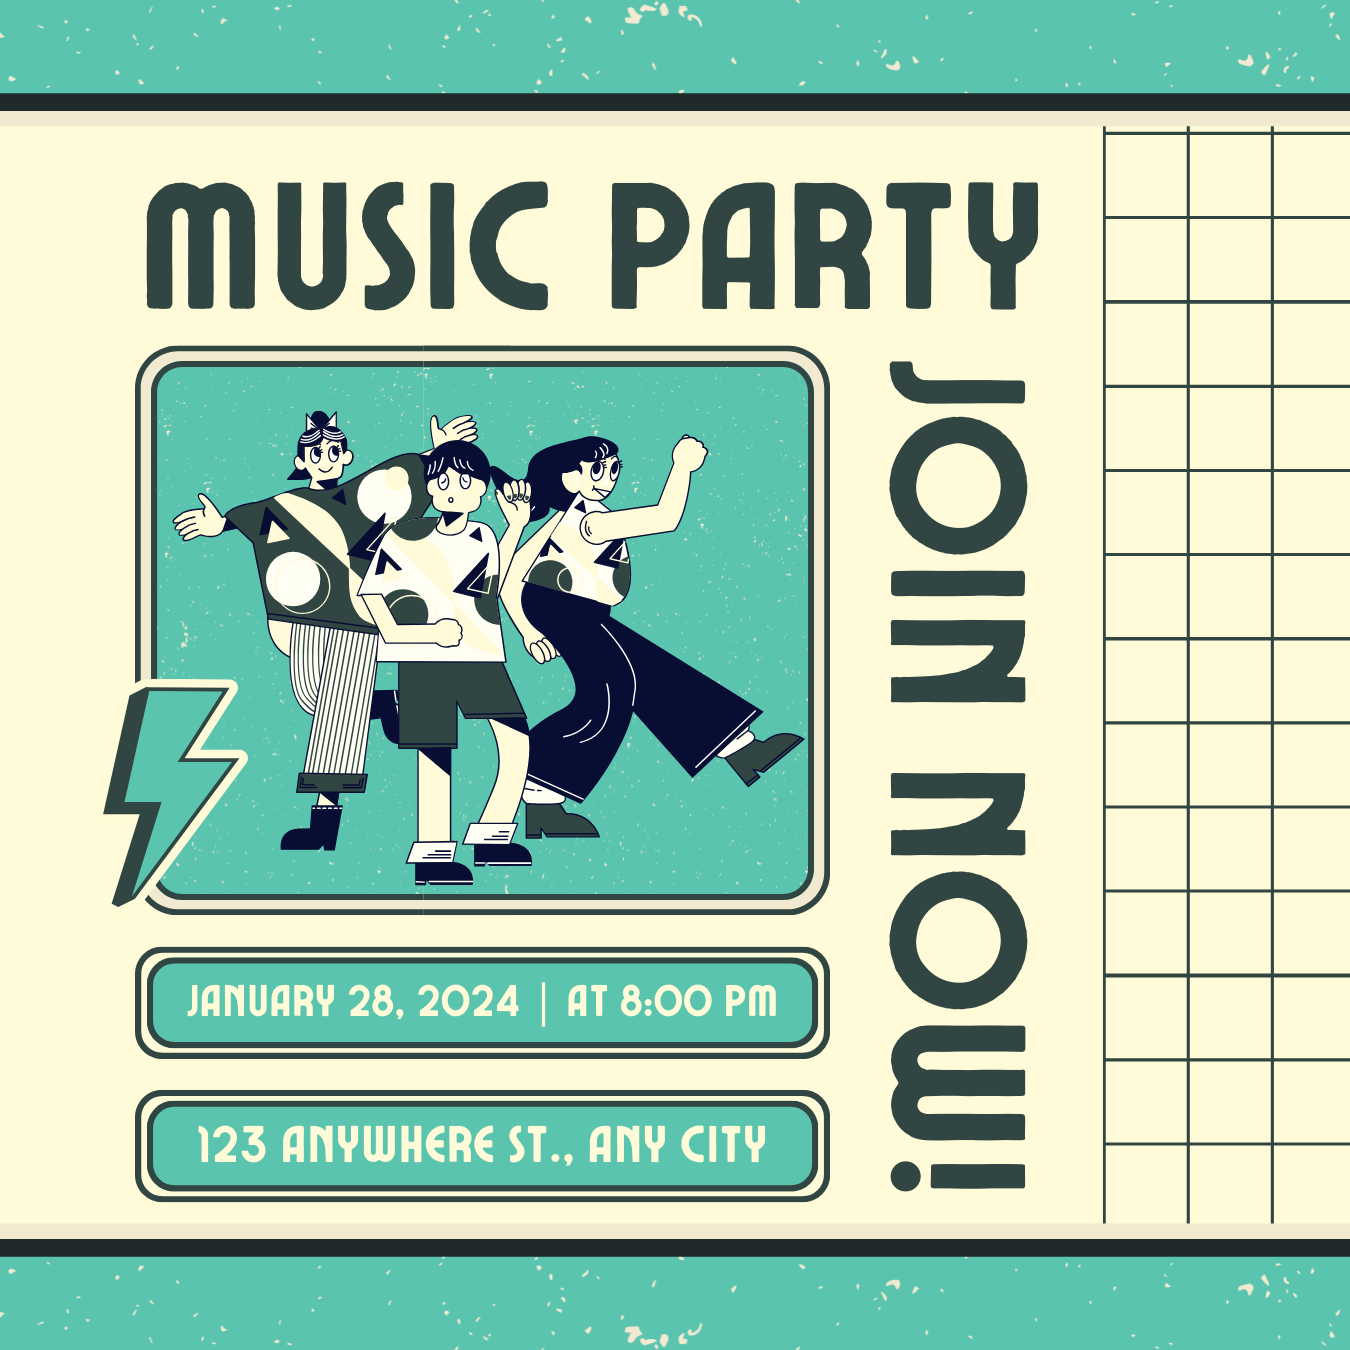 MUSIC PARTY
JOIN NOW!
JANUARY 28, 2024 | AT 8:00 PM
123 ANYWHERE ST., ANY CITY